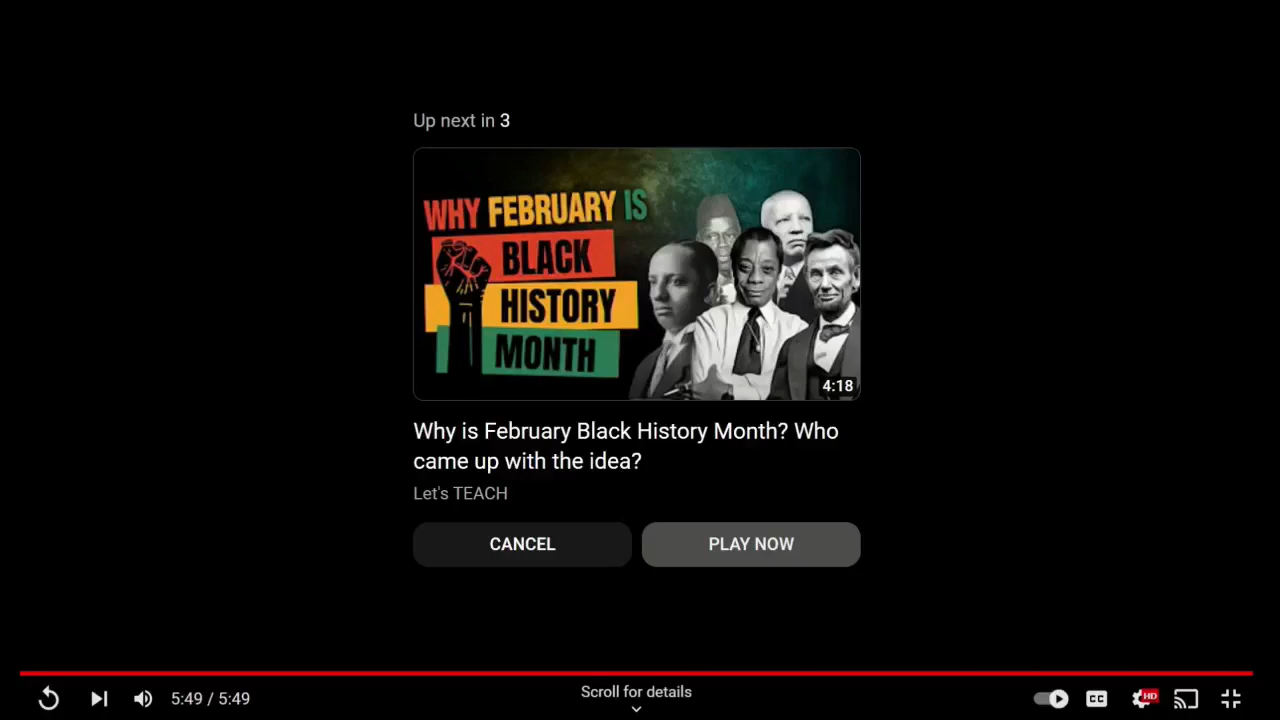 Up next in 3
WHY FEBRUARY IS
BLACK
HISTORY
MONTH
4:18
Why is February Black History Month? Who
came up with the idea?
Let's TEACH
CANCEL
PLAY NOW
5:49 / 5:49
Scroll for details
CC
HD